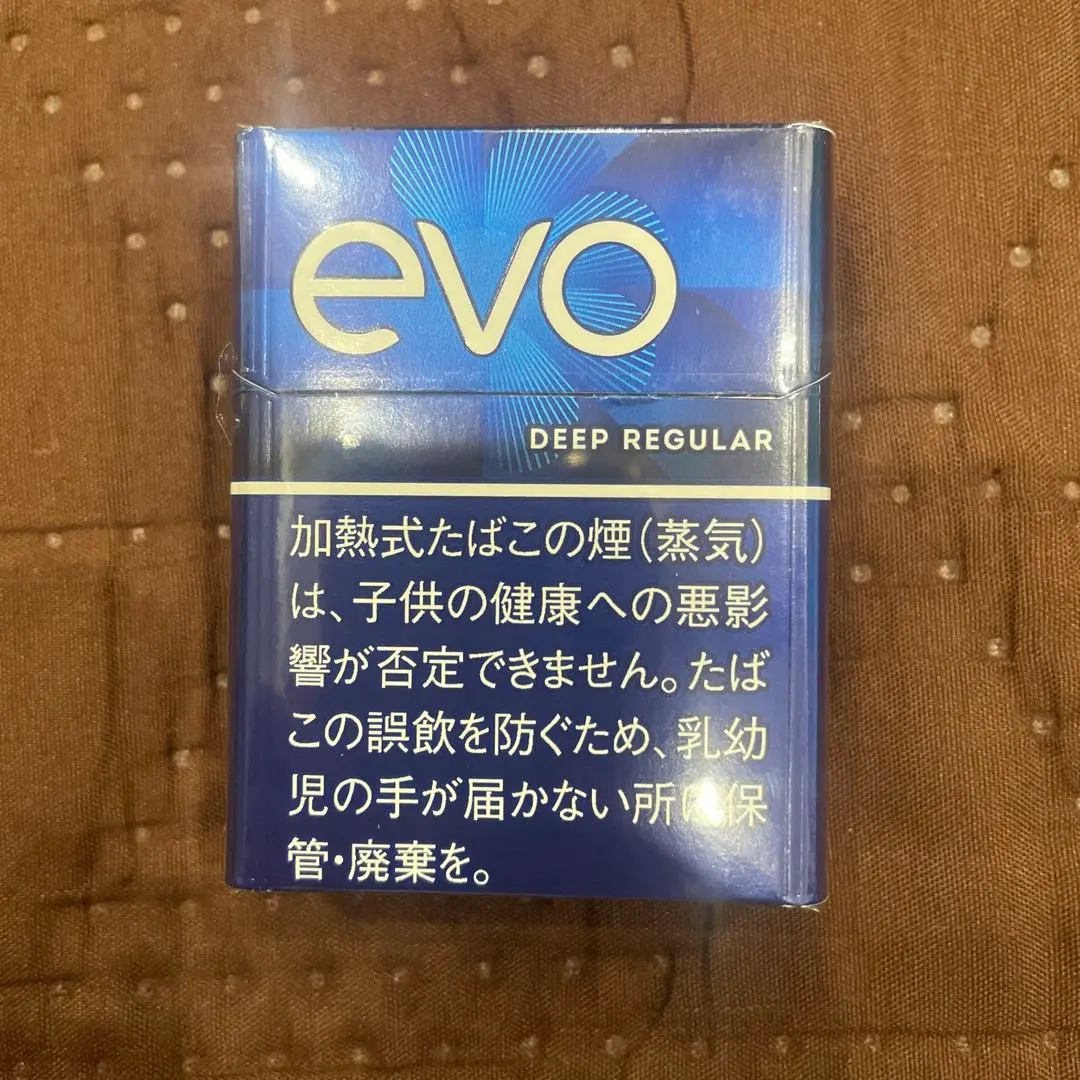 evo
DEEP REGULAR
加熱式たばこの煙(蒸気)
は、子供の健康への悪影
響が否定できません。たば
この誤飲を防ぐため、乳幼
児の手が届かない所に保
管・廃棄を。